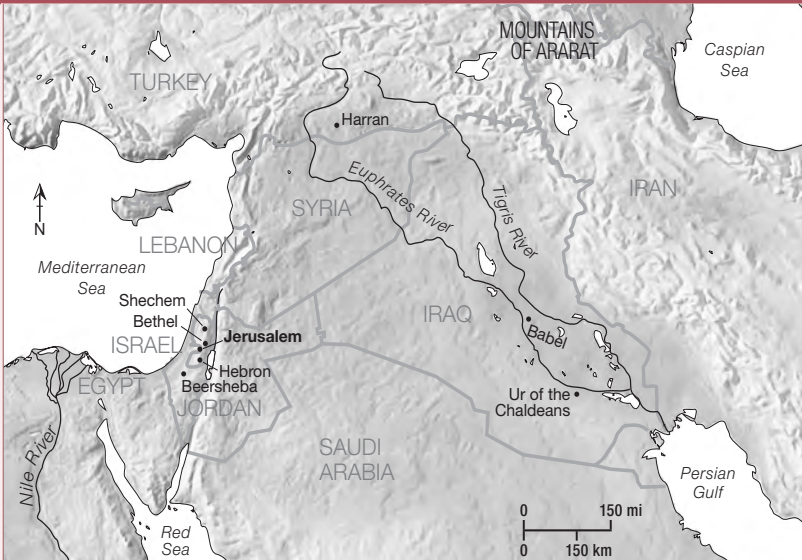 MOUNTAINS
OF ARARAT
Caspian
Sea
TURKEY
Harran
Euphrates River
Tigris River
IRAN
SYRIA
N
LEBANON
Mediterranean
Sea
Shechem
Bethel
ISRAEL
Jerusalem
IRAQ
Babel
Hebron
Beersheba
EGYPT
JORDAN
Ur of the
Chaldeans
Nile River
SAUDI
ARABIA
Persian
Gulf
Red
Sea
0 150 mi
0 150 km